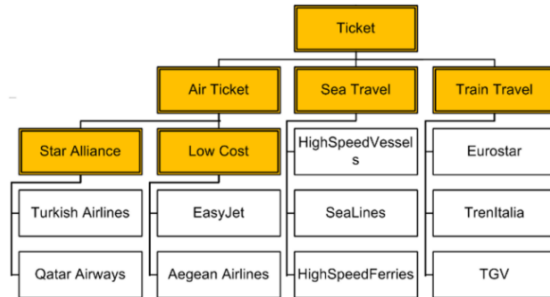 Ticket
Air Ticket
Sea Travel
Train Travel
Star Alliance
Low Cost
HighSpeedVessel
s
Eurostar
Turkish Airlines
EasyJet
SeaLines
TrenItalia
Qatar Airways
Aegean Airlines
HighSpeedFerries
TGV